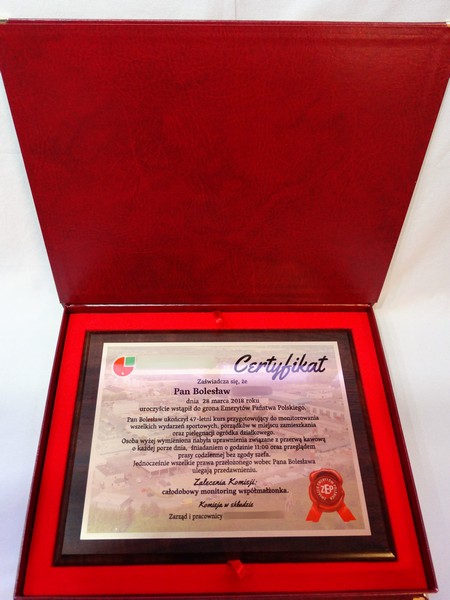 Certyfikat
Zaświadcza się, że
Pan Bolesław
dnia 28 marca 2018 roku
uroczyście wstąpił do grona Emerytów Państwa Polskiego.
Pan Bolesław ukończył 47-letni kurs przygotowujący do monitorowania
wszelkich wydarzeń sportowych, porządków w miejscu zamieszkania
oraz pielęgnacji ogródka działkowego.
Osoba wyżej wymieniona nabyła uprawnienia związane z przerwą kawową
o każdej porze dnia, śniadaniem o godzinie 11:00 oraz przeglądem
prasy codziennej bez zgody szefa.
Jednocześnie wszelkie prawa przełożonego wobec Pana Bolesława
ulegają przedawnieniu.
Zalecenia Komisji:
całodobowy monitoring współmałżonka.
Komisja w składzie
Zarząd i pracownicy